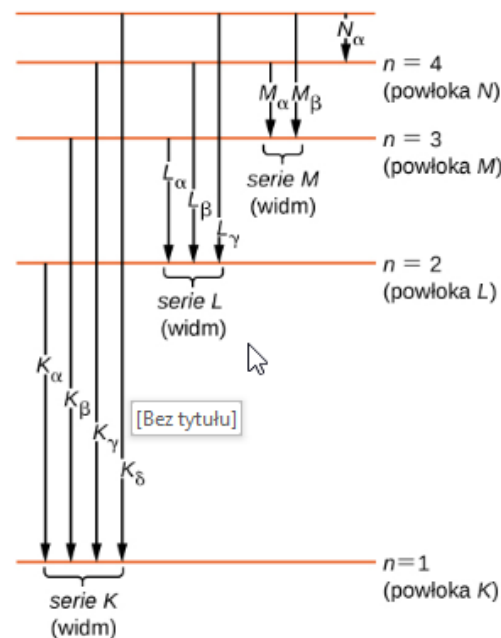 Nα
n = 4
(powłoka N)
Mα
Mβ
n = 3
(powłoka M)
serie M
(widm)
Lα
Lβ
Lγ
n = 2
(powłoka L)
serie L
(widm)
Kα
Kβ
Kγ
Kδ
[Bez tytułu]
n=1
(powłoka K)
serie K
(widm)